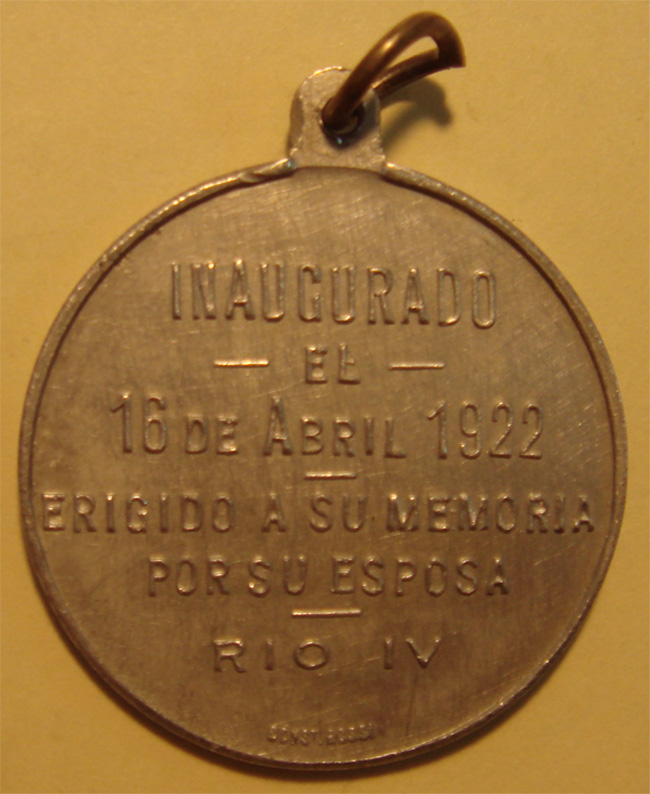 INAUGURADO
— EL —
16 DE ABRIL 1922
ERIGIDO A SU MEMORIA
POR SU ESPOSA
RIO IV